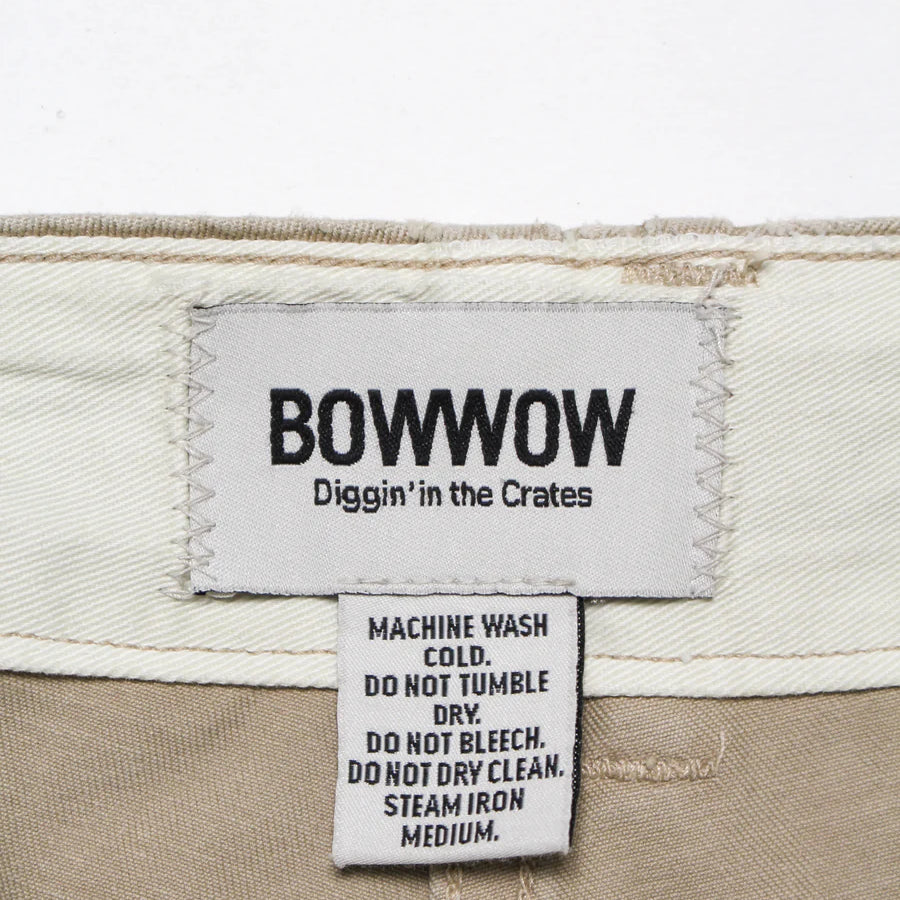 BOWWOW
Diggin' in the Crates
MACHINE WASH
COLD.
DO NOT TUMBLE
DRY.
DO NOT BLEECH.
DO NOT DRY CLEAN.
STEAM IRON
MEDIUM.